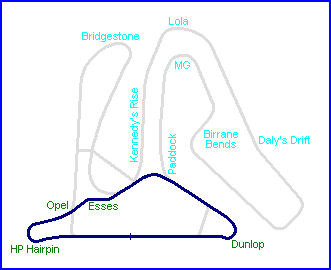 Lola
Bridgestone
MG
Kennedy's Rise
Paddock
Birrane
Bends
Daly's Drift
Opel
Esses
HP Hairpin
Dunlop